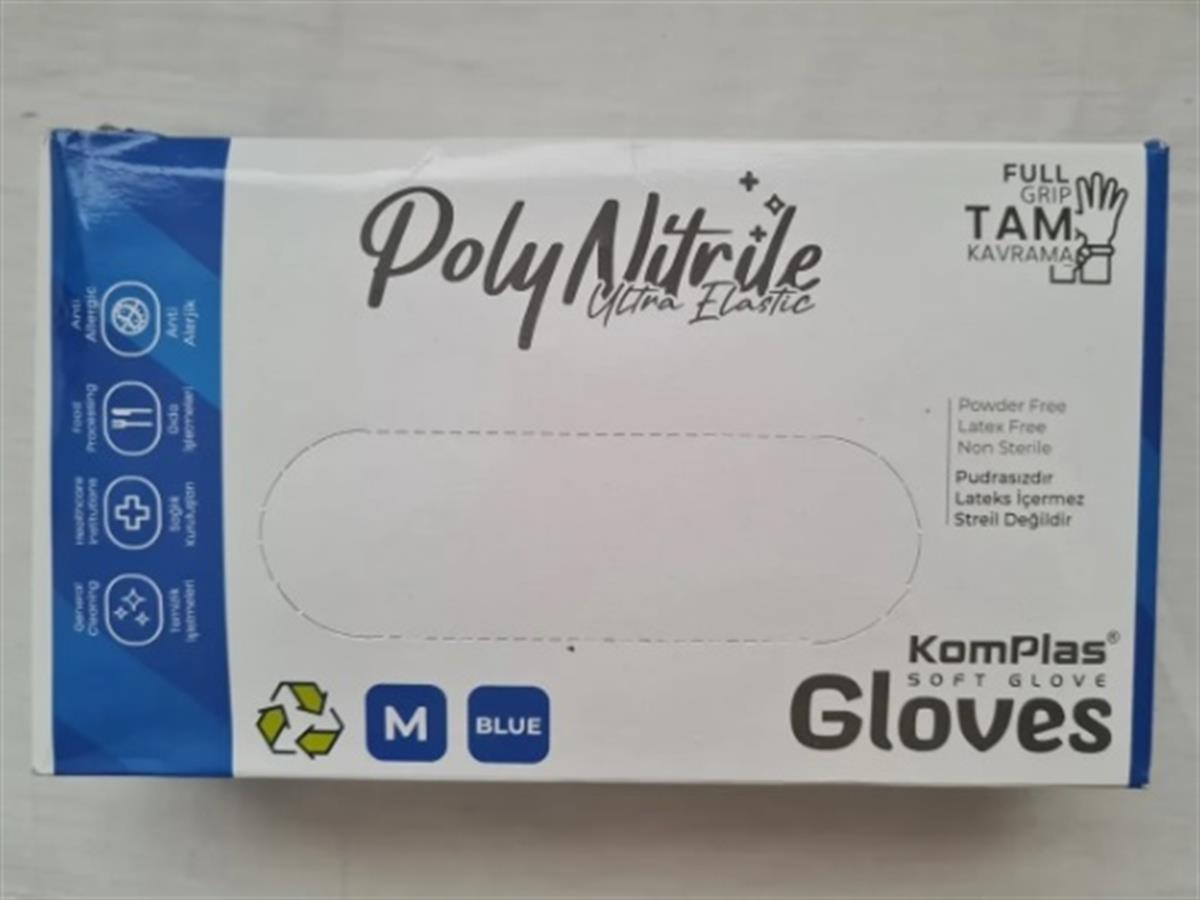 Poly Nitrile
Ultra Elastic
FULL
GRIP
TAM
KAVRAMA
Anti
Allergic
Anti
Alerjik
Food
Processing
Gıda
İşletmeleri
Healthcare
Institutions
Sağlık
Kuruluşları
General
Cleaning
Temizlik
İşletmeleri
Powder Free
Latex Free
Non Sterile
Pudrasızdır
Lateks İçermez
Streil Değildir
M
BLUE
KomPlas®
SOFT GLOVE
Gloves